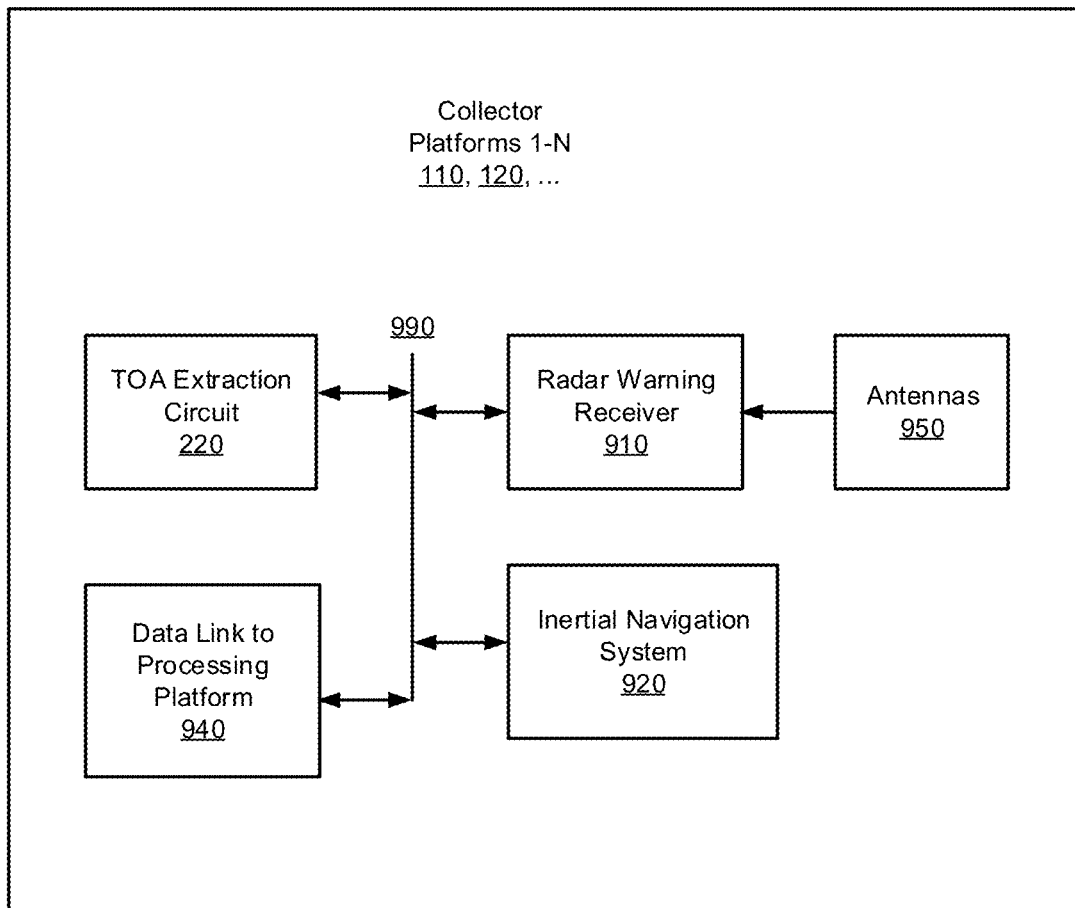 Collector
Platforms 1-N
110, 120, ...
990
TOA Extraction
Circuit
220
Radar Warning
Receiver
910
Antennas
950
Data Link to
Processing
Platform
940
Inertial Navigation
System
920